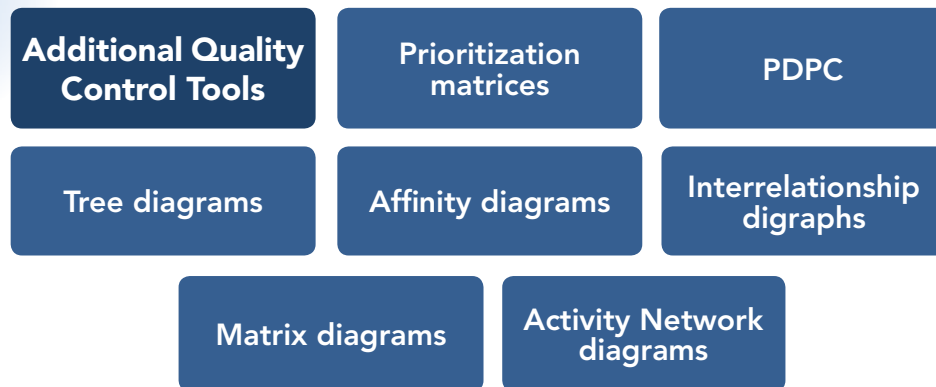 Additional Quality
Control Tools
Prioritization
matrices
PDPC
Tree diagrams
Affinity diagrams
Interrelationship
digraphs
Matrix diagrams
Activity Network
diagrams